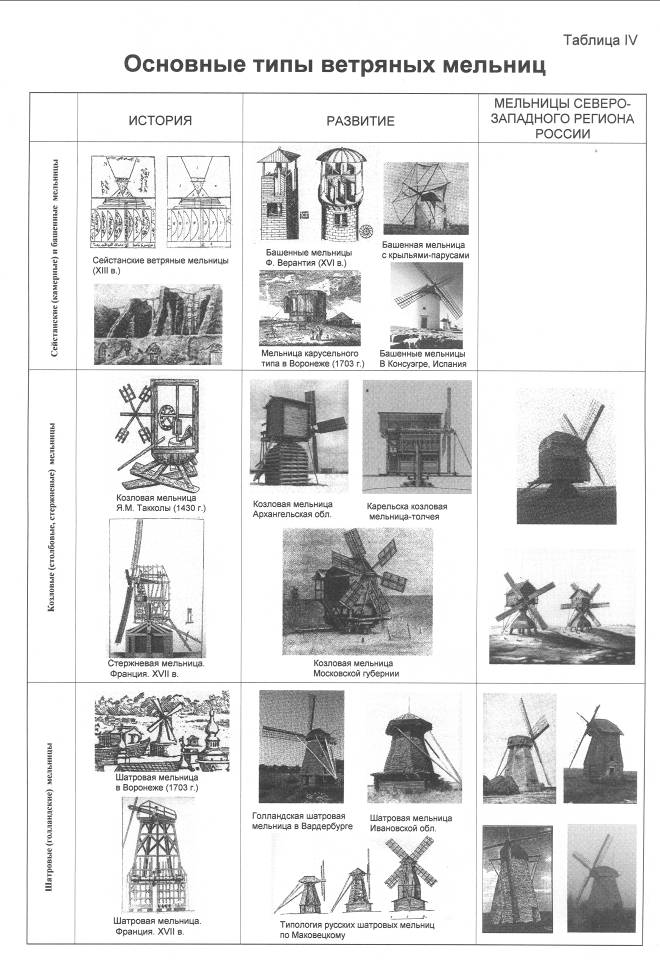 Таблица IV
Основные типы ветряных мельниц
ИСТОРИЯ
РАЗВИТИЕ
МЕЛЬНИЦЫ СЕВЕРО-
ЗАПАДНОГО РЕГИОНА
РОССИИ
Сейстанские (камерные) и башенные мельницы
Сейстанские ветряные мельницы
(XIII в.)
Башенные мельницы
Ф. Верантия (XVI в.)
Башенная мельница
с крыльями-парусами
Мельница карусельного
типа в Воронеже (1703 г.)
Башенные мельницы
В Консуэгре, Испания
Козловые (столбовые, стержневые) мельницы
Козловая мельница
Я.М. Такколы (1430 г.)
Козловая мельница
Архангельская обл.
Карельска козловая
мельница-толчея
Стержневая мельница.
Франция. XVII в.
Козловая мельница
Московской губернии
Шатровые (голландские) мельницы
Шатровая мельница
в Воронеже (1703 г.)
Голландская шатровая
мельница в Вардербурге
Шатровая мельница
Ивановской обл.
Шатровая мельница.
Франция. XVII в.
Типология русских шатровых мельниц
по Маковецкому